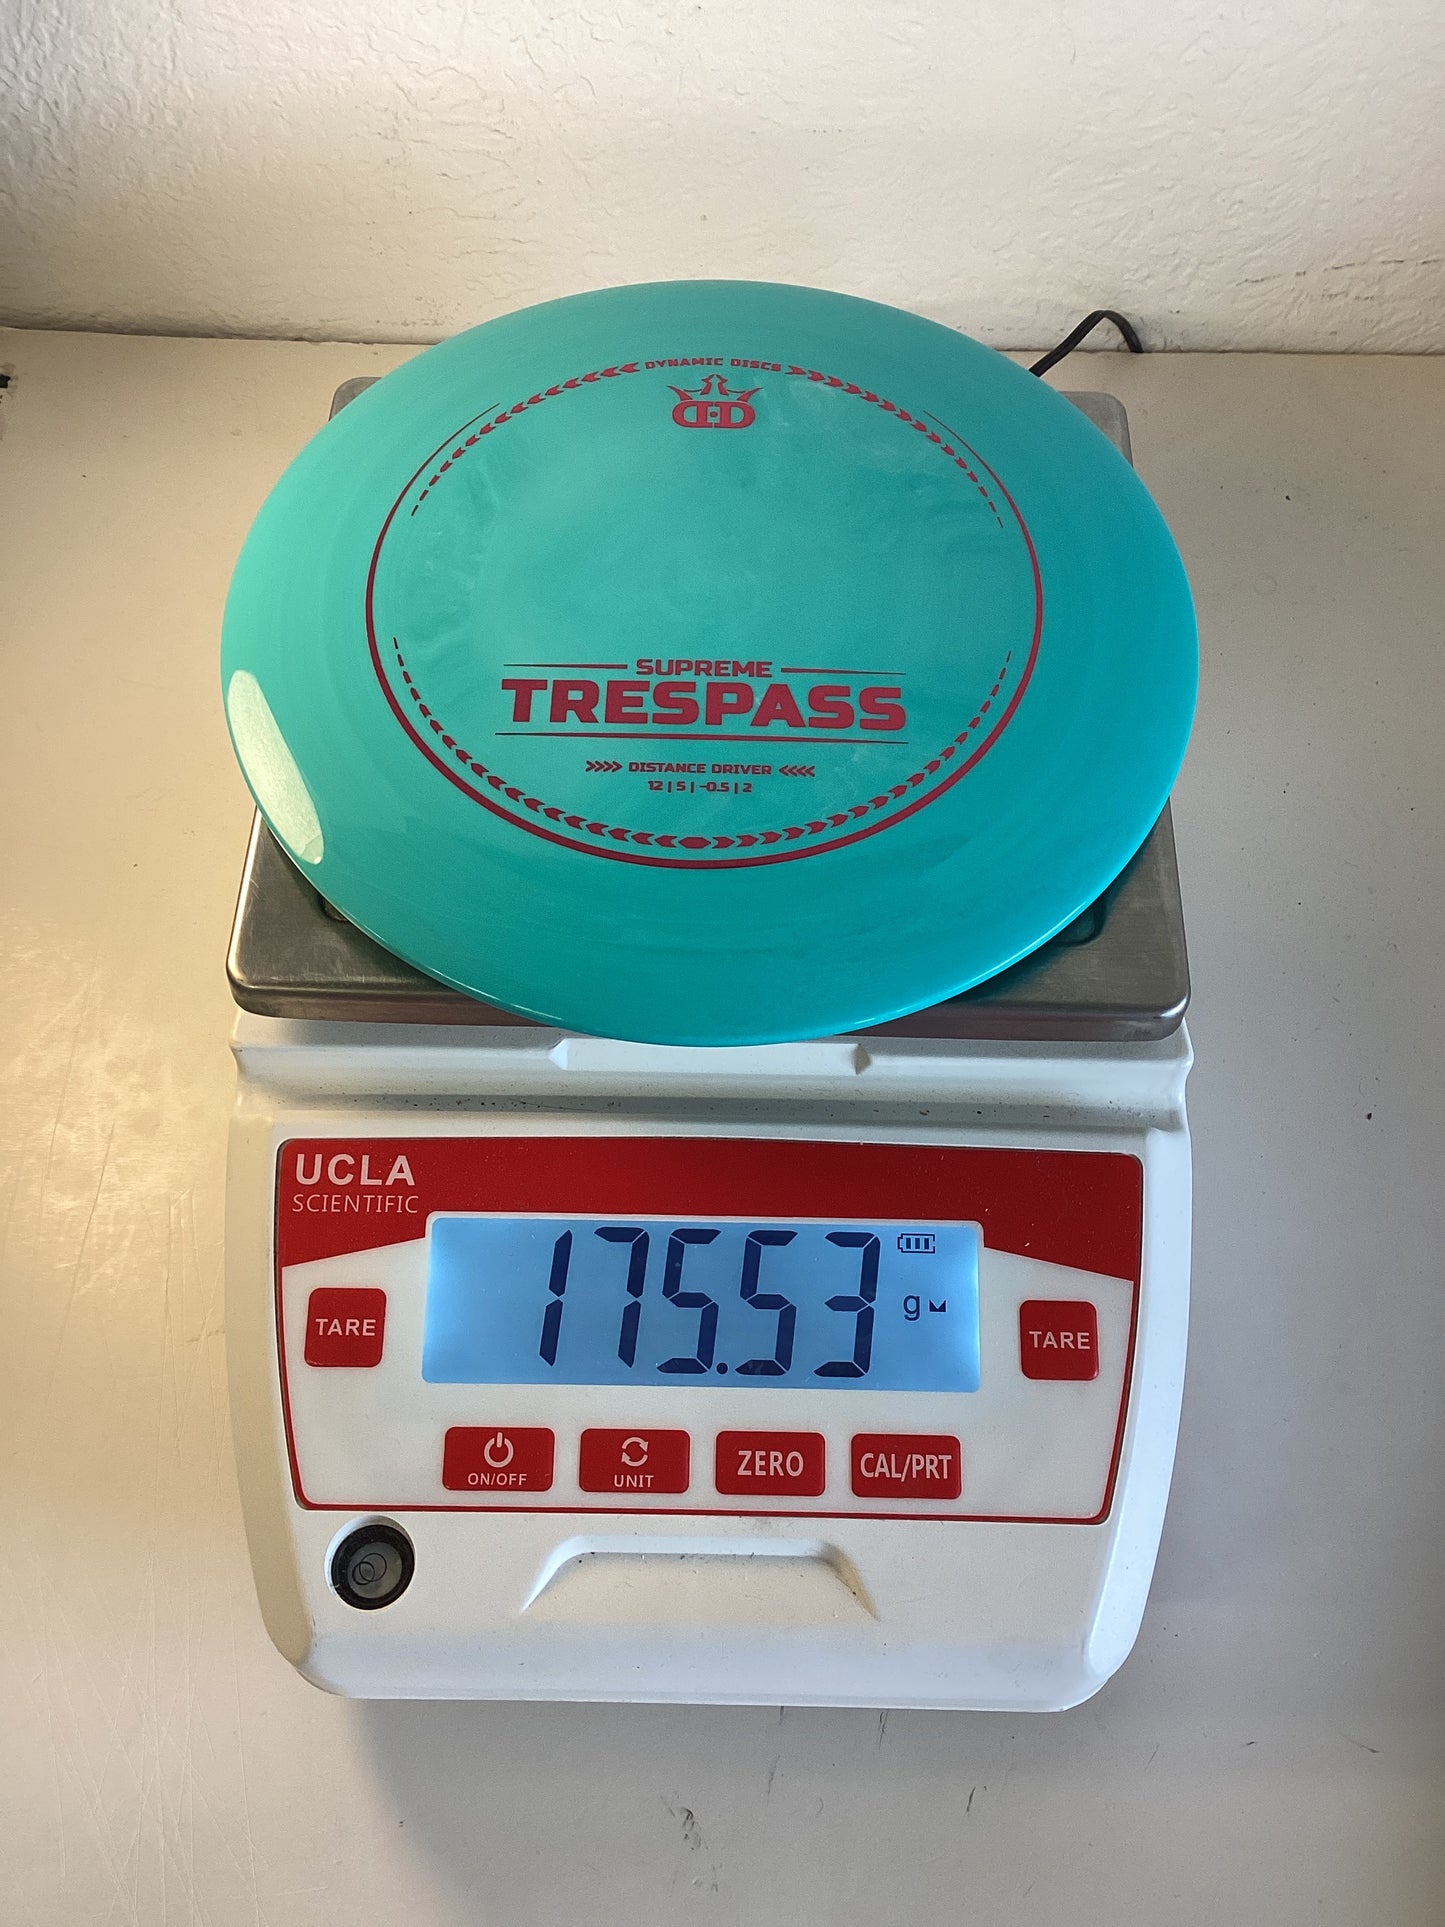 DYNAMIC DISCS
D·D
SUPREME
TRESPASS
DISTANCE DRIVER
12 | 5 | -0.5 | 2
UCLA
SCIENTIFIC
175.53 g
TARE
TARE
ON/OFF
UNIT
ZERO
CAL/PRT